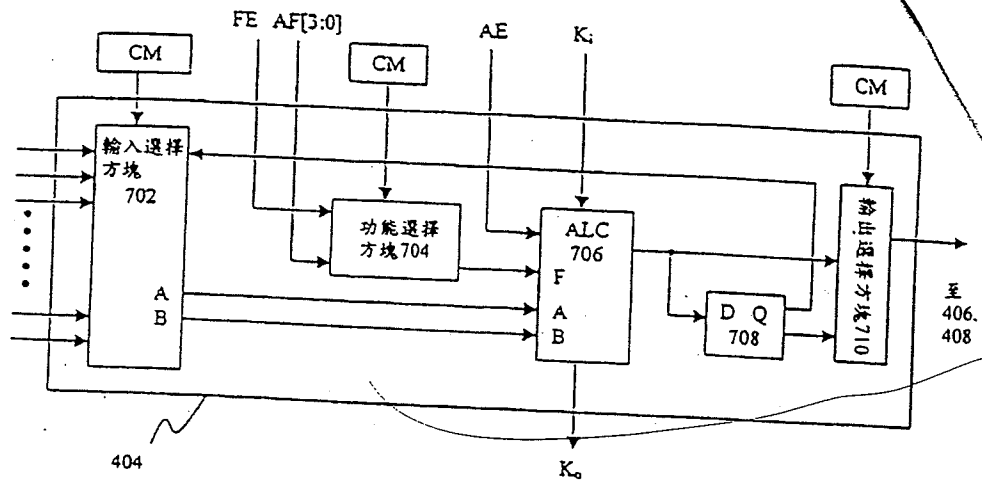 FE AF[3:0]
AE
Kᵢ
CM
CM
CM
輸入選擇
方塊
702
A
B
功能選擇
方塊704
ALC
706
F
A
B
D Q
708
輸出選擇方塊710
至
406、
408
404
Kₒ